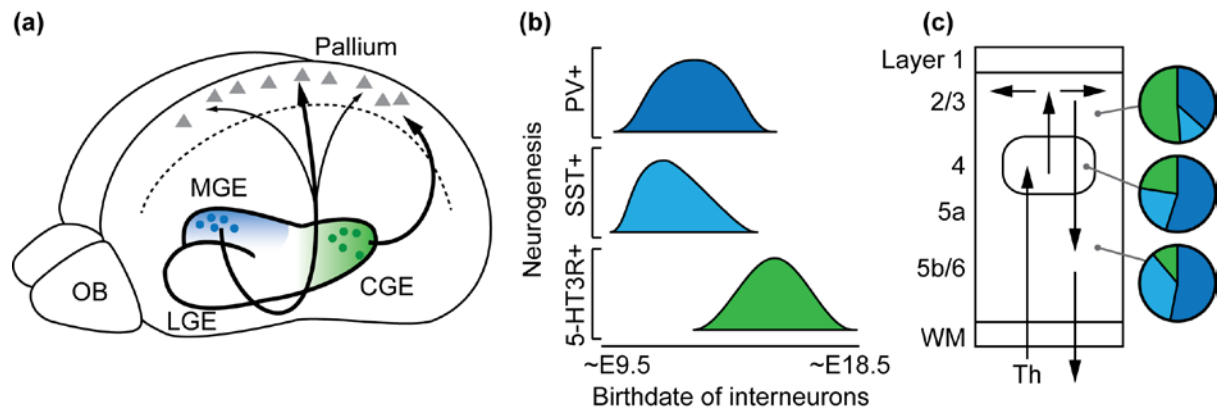 (a)
Pallium
MGE
OB
LGE
CGE
(b)
Neurogenesis
PV+
SST+
5-HT3R+
~E9.5
~E18.5
Birthdate of interneurons
(c)
Layer 1
2/3
4
5a
5b/6
WM
Th